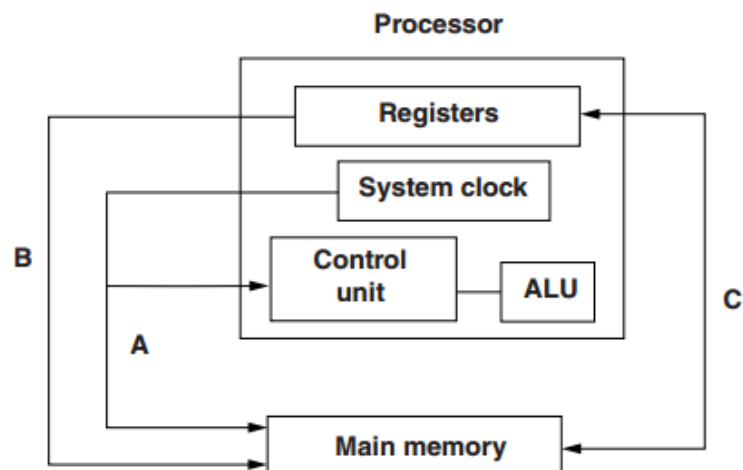 Processor
Registers
System clock
B
Control
unit
ALU
C
A
Main memory